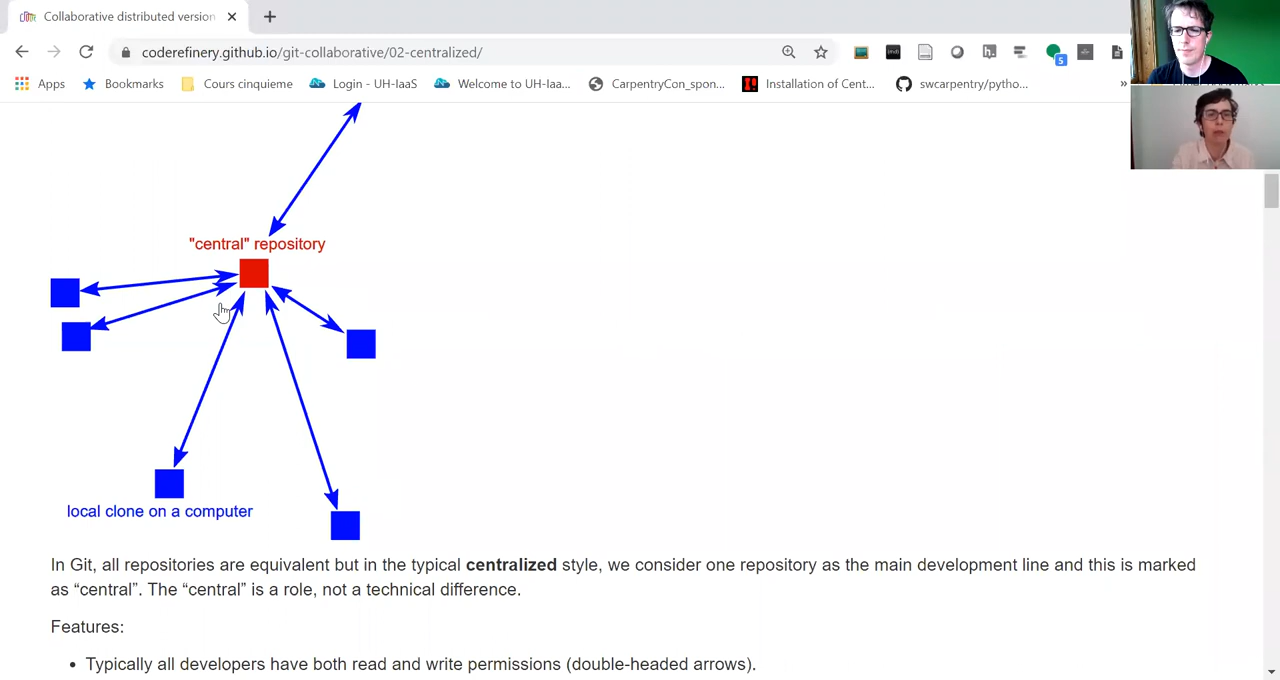 Collaborative distributed version
coderefinery.github.io/git-collaborative/02-centralized/
5
Apps
Bookmarks
Cours cinquieme
Login - UH-IaaS
Welcome to UH-Iaa...
CarpentryCon_spon...
Installation of Cent...
swcarpentry/pytho...
»
"central" repository
local clone on a computer
In Git, all repositories are equivalent but in the typical centralized style, we consider one repository as the main development line and this is marked
as “central”. The “central” is a role, not a technical difference.
Features:
• Typically all developers have both read and write permissions (double-headed arrows).